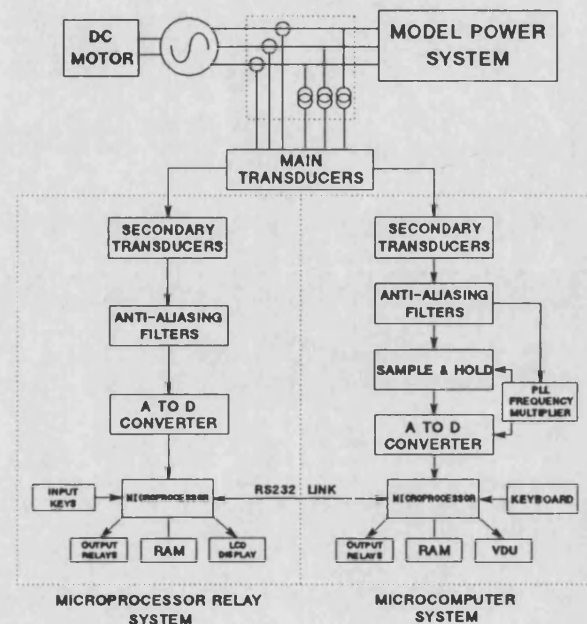 DC
MOTOR
MODEL POWER
SYSTEM
MAIN
TRANSDUCERS
SECONDARY
TRANSDUCERS
ANTI-ALIASING
FILTERS
A TO D
CONVERTER
INPUT
KEYS
MICROPROCESSOR
OUTPUT
RELAYS
RAM
LCD
DISPLAY
RS232 LINK
SECONDARY
TRANSDUCERS
ANTI-ALIASING
FILTERS
SAMPLE & HOLD
PLL
FREQUENCY
MULTIPLIER
A TO D
CONVERTER
MICROPROCESSOR
KEYBOARD
OUTPUT
RELAYS
RAM
VDU
MICROPROCESSOR RELAY
SYSTEM
MICROCOMPUTER
SYSTEM